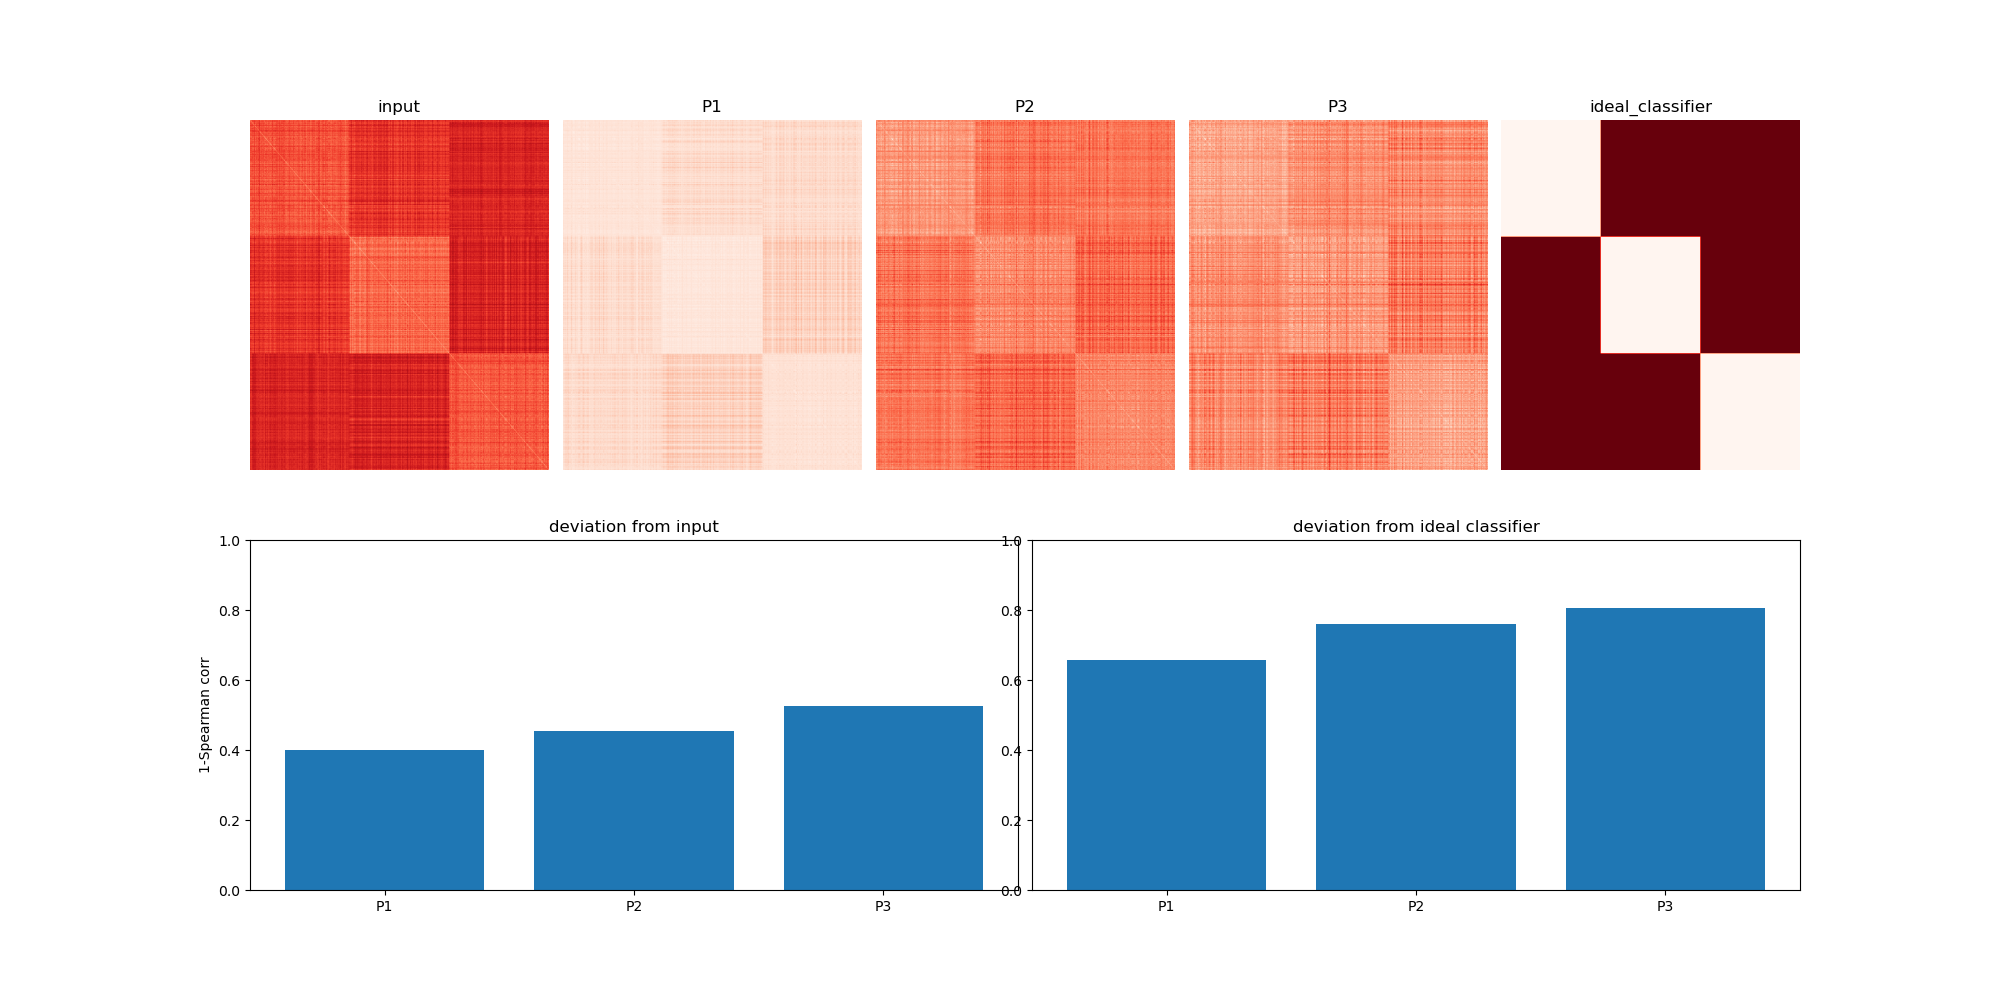 input
P1
P2
P3
ideal_classifier
deviation from input
deviation from ideal classifier
1-Spearman corr
1.0
0.8
0.6
0.4
0.2
0.0
P1
P2
P3
1.0
0.8
0.6
0.4
0.2
0.0
P1
P2
P3